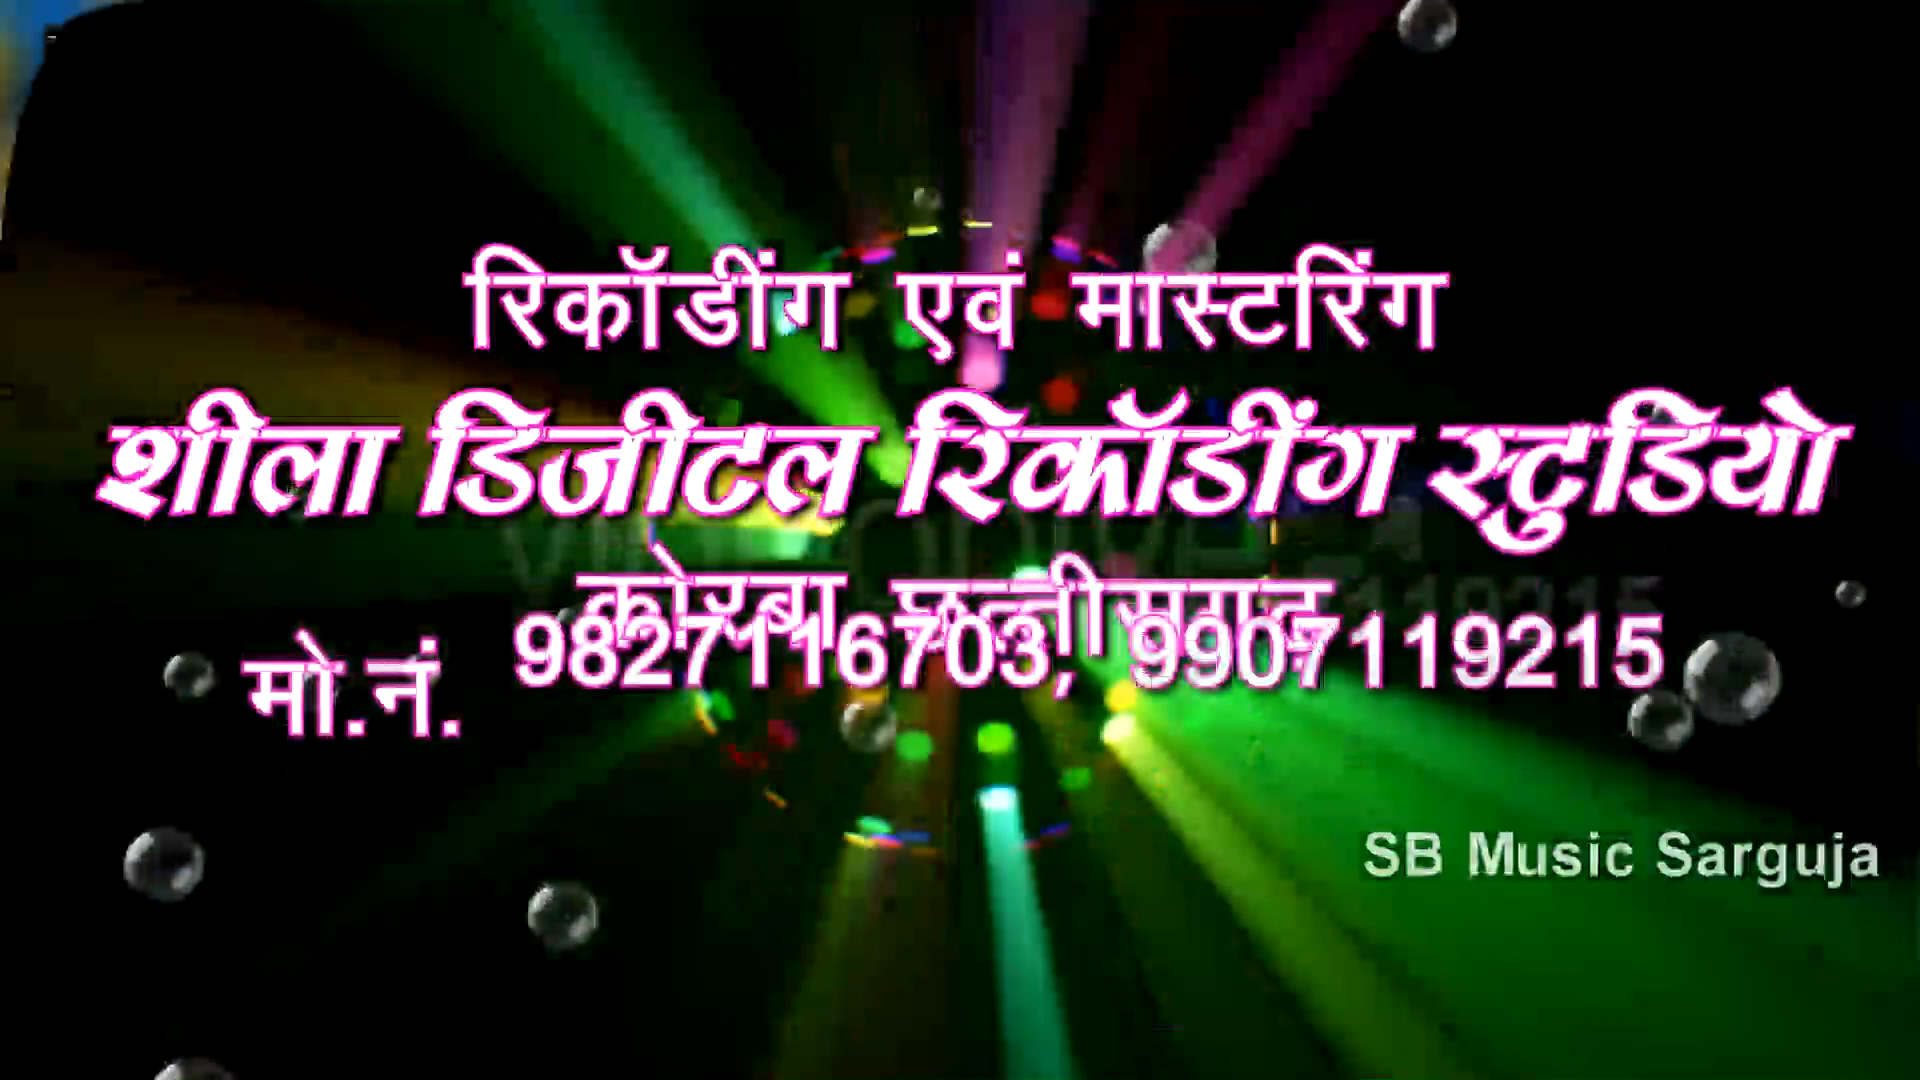 रिकॉडींग एवं मास्टरिंग
शीला डिजीटल रिकॉडींग स्टुडियो
कोरबा छत्तीसगढ़
मो.नं. 9827116703, 9907119215
SB Music Sarguja